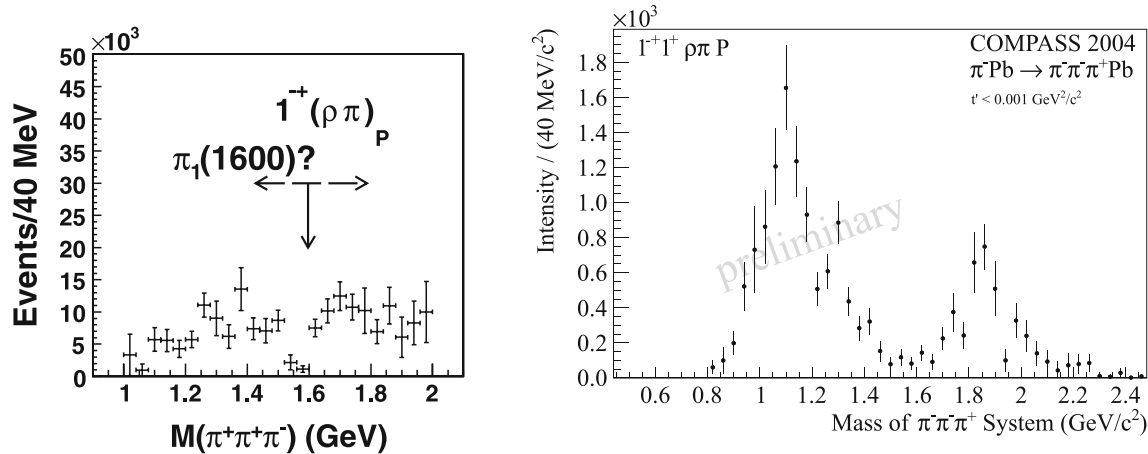 ×10³
50
45
40
35
30
25
20
15
10
5
0
Events/40 MeV
1⁻⁺(ρ π)P
π₁(1600)?
1 1.2 1.4 1.6 1.8 2
M(π⁺π⁺π⁻) (GeV)
×10³
1⁻⁺1⁺ ρπ P
COMPASS 2004
π⁻Pb → π⁻π⁻π⁺Pb
t' < 0.001 GeV²/c²
1.8
1.6
1.4
1.2
1.0
0.8
0.6
0.4
0.2
0.0
Intensity / (40 MeV/c²)
preliminary
0.6 0.8 1 1.2 1.4 1.6 1.8 2 2.2 2.4
Mass of π⁻π⁻π⁺ System (GeV/c²)